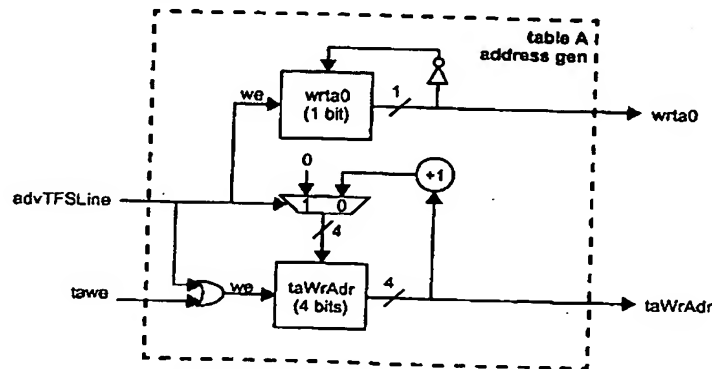 table A
address gen
we
wrta0
(1 bit)
1
wrta0
0
+1
advTFSLine
1 0
4
tawe
we
taWrAdr
(4 bits)
4
taWrAdr